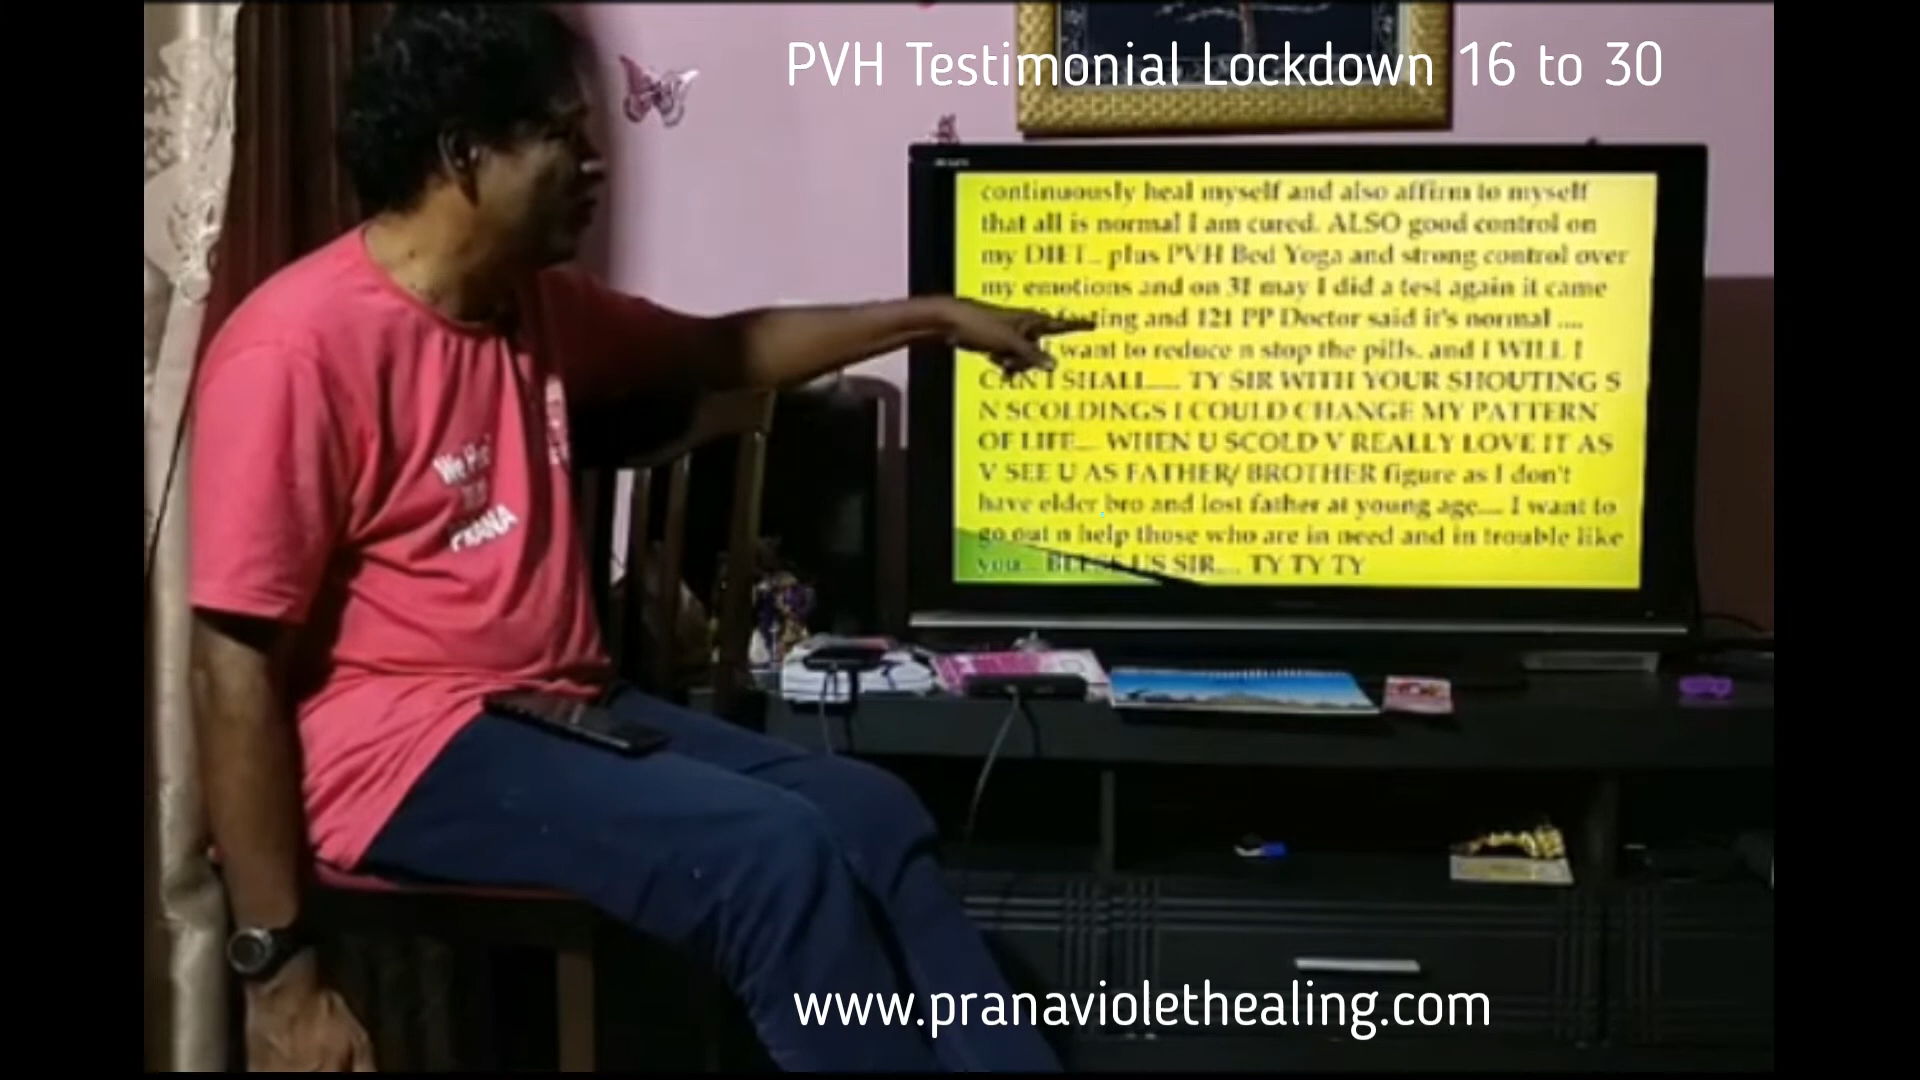 PVH Testimonial Lockdown 16 to 30
continuously heal myself and also affirm to myself
that all is normal I am cured. ALSO good control on
my DIET... plus PVH Bed Yoga and strong control over
my emotions and on 31 may I did a test again it came
fasting and 121 PP Doctor said it's normal ....
I want to reduce n stop the pills. and I WILL I
CAN I SHALL...... TY SIR WITH YOUR SHOUTING S
N SCOLDINGS I COULD CHANGE MY PATTERN
OF LIFE.... WHEN U SCOLD V REALLY LOVE IT AS
V SEE U AS FATHER/ BROTHER figure as I don't
have elder bro and lost father at young age.... I want to
go out n help those who are in need and in trouble like
you... BLESS US SIR.... TY TY TY
We
PRANA
www.pranaviolethealing.com